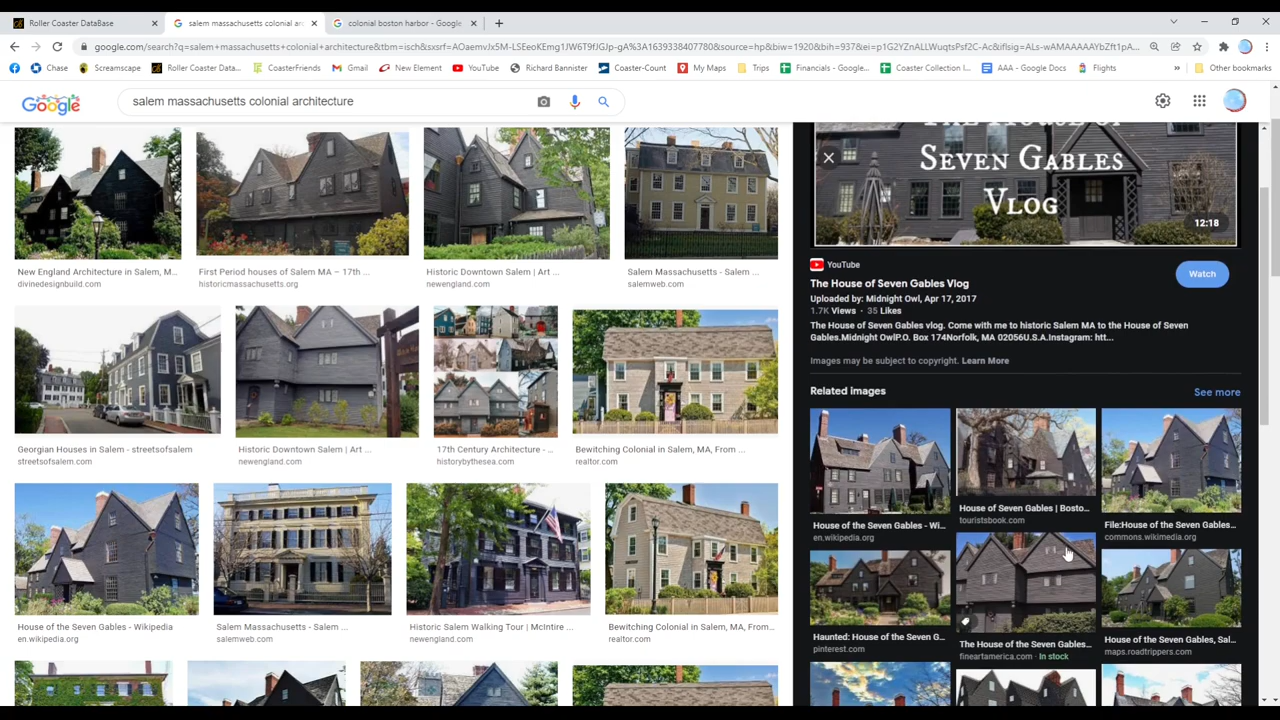 Roller Coaster DataBase
salem massachusetts colonial arc
colonial boston harbor - Google
google.com/search?q=salem+massachusetts+colonial+architecture&tbm=isch&sxsrf=AOaemvJx5M-LSEeoKEmg1JW6T9fJGJp-gA%3A1639338407780&source=hp&biw=1920&bih=937&ei=p1G2YZnALLWuqtsPsf2C-Ac&iflsig=ALs-wAMAAAAAYbZft1pA...
Chase
Screamscape
Roller Coaster Data...
CoasterFriends
Gmail
New Element
YouTube
Richard Bannister
Coaster-Count
My Maps
Trips
Financials - Google...
Coaster Collection I...
AAA - Google Docs
Flights
»
Other bookmarks
Google
salem massachusetts colonial architecture
New England Architecture in Salem, M...
divinedesignbuild.com
First Period houses of Salem MA – 17th ...
historicmassachusetts.org
Historic Downtown Salem | Art ...
newengland.com
Salem Massachusetts - Salem ...
salemweb.com
Georgian Houses in Salem - streetsofsalem
streetsofsalem.com
Historic Downtown Salem | Art ...
newengland.com
17th Century Architecture - ...
historybythesea.com
Bewitching Colonial in Salem, MA, From ...
realtor.com
House of the Seven Gables - Wikipedia
en.wikipedia.org
Salem Massachusetts - Salem ...
salemweb.com
Historic Salem Walking Tour | McIntire ...
newengland.com
Bewitching Colonial in Salem, MA, From...
realtor.com
The House of
Seven Gables
Vlog
12:18
YouTube
Watch
The House of Seven Gables Vlog
Uploaded by: Midnight Owl, Apr 17, 2017
1.7K Views · 35 Likes
The House of Seven Gables vlog. Come with me to historic Salem MA to the House of Seven
Gables.Midnight OwlP.O. Box 174Norfolk, MA 02056U.S.A.Instagram: htt...
Images may be subject to copyright. Learn More
Related images
See more
House of the Seven Gables - Wi...
en.wikipedia.org
House of Seven Gables | Bosto...
touristsbook.com
File:House of the Seven Gables...
commons.wikimedia.org
Haunted: House of the Seven G...
pinterest.com
The House of the Seven Gables...
fineartamerica.com · In stock
House of the Seven Gables, Sal...
maps.roadtrippers.com